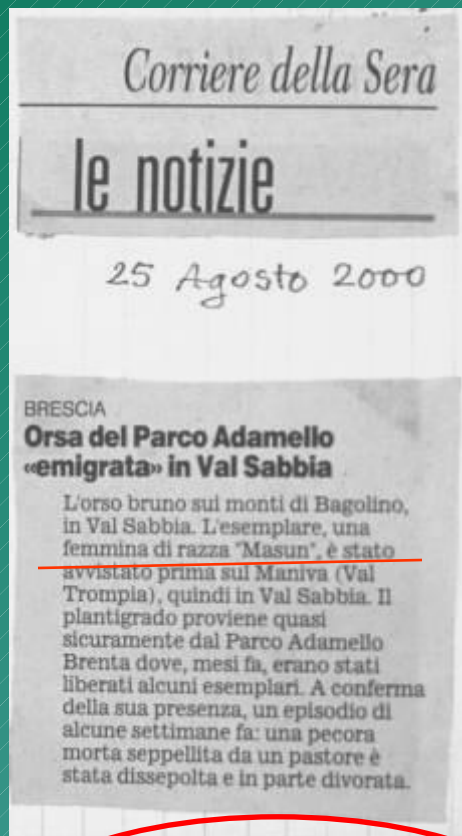 Corriere della Sera
le notizie
25 Agosto 2000
BRESCIA
Orsa del Parco Adamello
«emigrata» in Val Sabbia
L'orso bruno sui monti di Bagolino,
in Val Sabbia. L'esemplare, una
femmina di razza "Masun", è stato
avvistato prima sul Maniva (Val
Trompia), quindi in Val Sabbia. Il
plantigrado proviene quasi
sicuramente dal Parco Adamello
Brenta dove, mesi fa, erano stati
liberati alcuni esemplari. A conferma
della sua presenza, un episodio di
alcune settimane fa: una pecora
morta seppellita da un pastore è
stata dissepolta e in parte divorata.